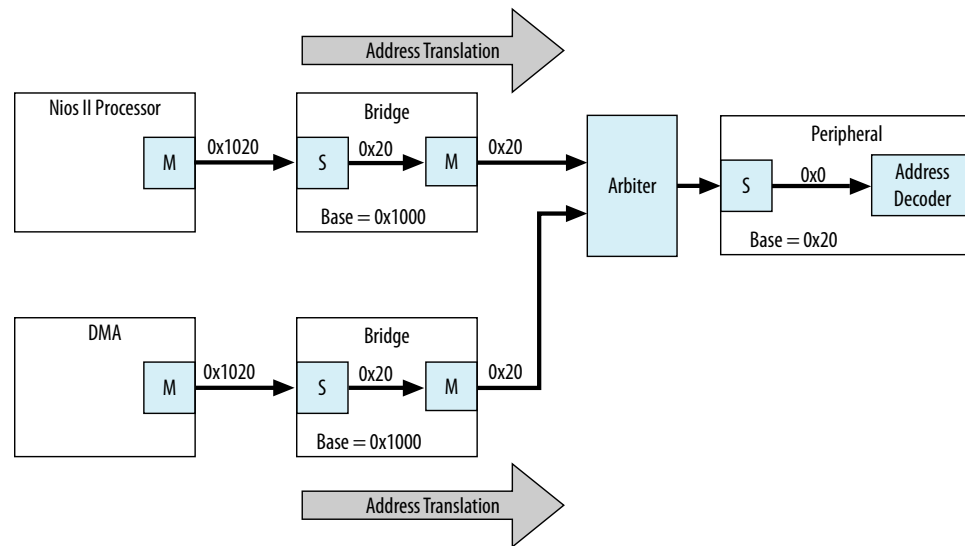 Address Translation
Nios II Processor
M
0x1020
Bridge
S
0x20
M
Base = 0x1000
0x20
Arbiter
Peripheral
S
0x0
Address
Decoder
Base = 0x20
DMA
M
0x1020
Bridge
S
0x20
M
Base = 0x1000
0x20
Address Translation